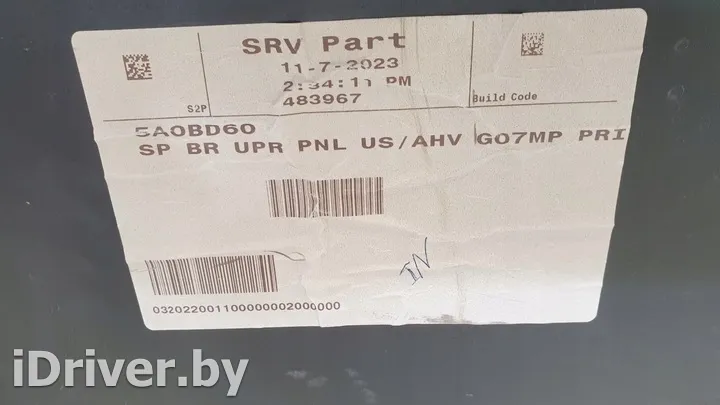 SRV Part
11-7-2023
2:34:11 PM
483967
S2P
Build Code
5A0BD60
SP BR UPR PNL US/AHV G07MP PRI
IN
0320220011000000002000000
iDriver.by